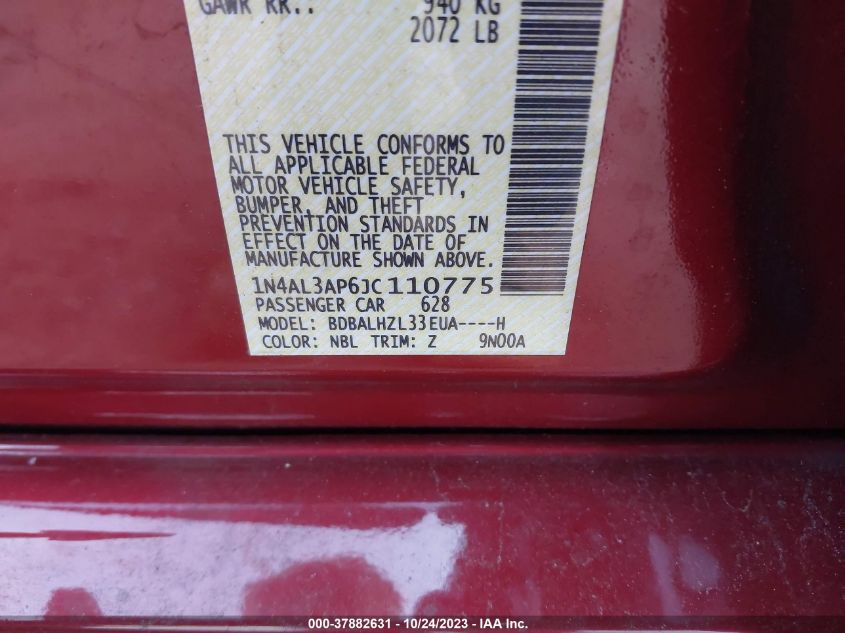 GAWR RR.: 940 KG
2072 LB
THIS VEHICLE CONFORMS TO
ALL APPLICABLE FEDERAL
MOTOR VEHICLE SAFETY,
BUMPER, AND THEFT
PREVENTION STANDARDS IN
EFFECT ON THE DATE OF
MANUFACTURE SHOWN ABOVE.
1N4AL3AP6JC110775
PASSENGER CAR 628
MODEL: BDBALHZL33EUA----H
COLOR: NBL TRIM: Z 9N00A
000-37882631 - 10/24/2023 - IAA Inc.